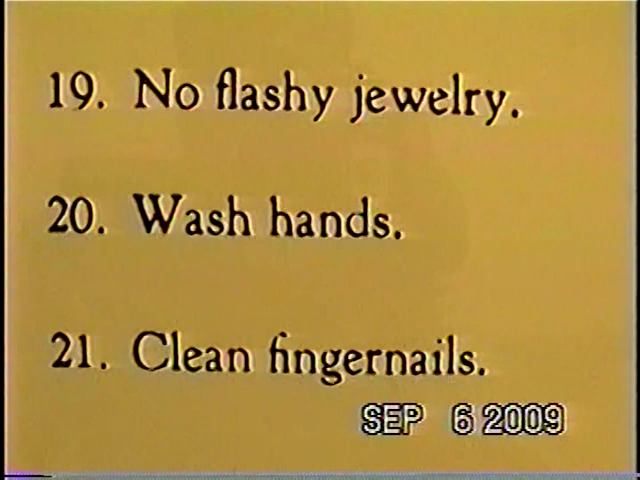 19. No flashy jewelry.
20. Wash hands.
21. Clean fingernails.
SEP 6 2009